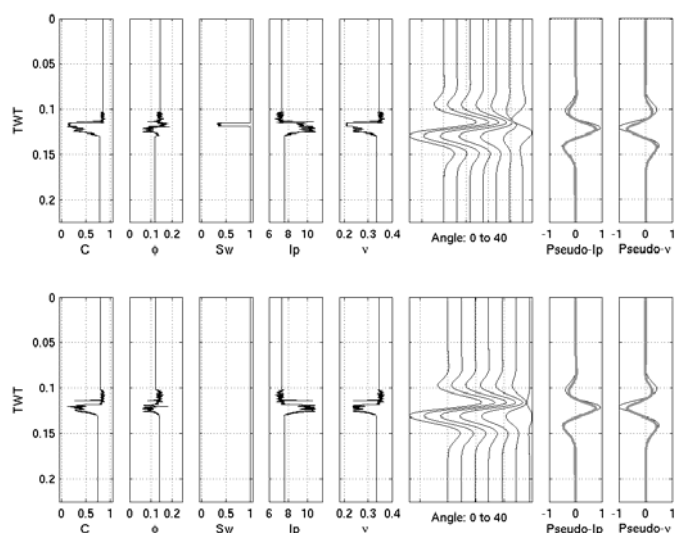 0
0.05
0.1
0.15
0.2
TWT
0 0.5 1
C
0 0.1 0.2
ϕ
0 0.5 1
Sw
6 8 10
Ip
0.2 0.3 0.4
ν
Angle: 0 to 40
-1 0 1
Pseudo-Ip
-1 0 1
Pseudo-ν
0
0.05
0.1
0.15
0.2
TWT
0 0.5 1
C
0 0.1 0.2
ϕ
0 0.5 1
Sw
6 8 10
Ip
0.2 0.3 0.4
ν
Angle: 0 to 40
-1 0 1
Pseudo-Ip
-1 0 1
Pseudo-ν